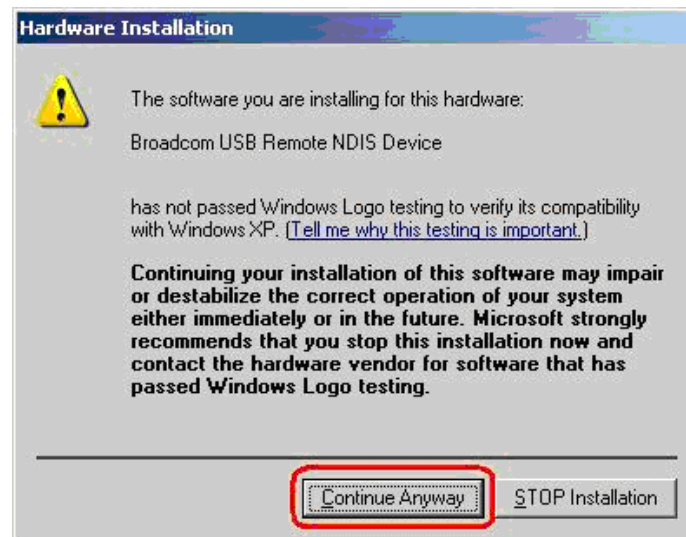 Hardware Installation
The software you are installing for this hardware:
Broadcom USB Remote NDIS Device
has not passed Windows Logo testing to verify its compatibility
with Windows XP. (Tell me why this testing is important.)
Continuing your installation of this software may impair
or destabilize the correct operation of your system
either immediately or in the future. Microsoft strongly
recommends that you stop this installation now and
contact the hardware vendor for software that has
passed Windows Logo testing.
Continue Anyway
STOP Installation